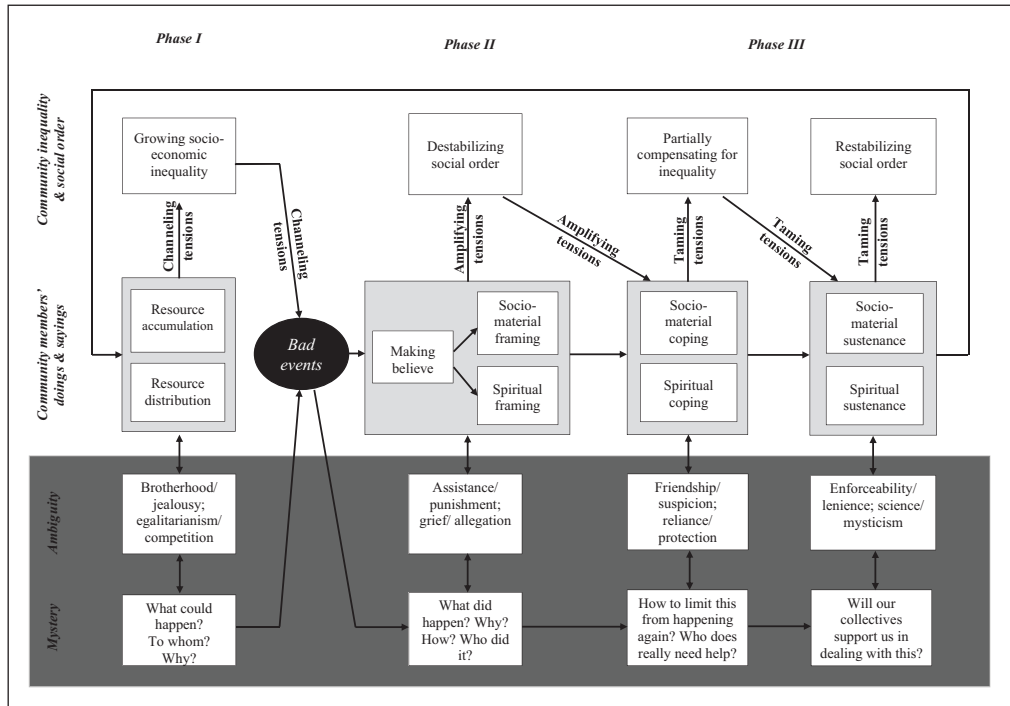 Phase I
Phase II
Phase III
Community inequality
& social order
Growing socio-
economic
inequality
Destabilizing
social order
Partially
compensating for
inequality
Restabilizing
social order
Channeling
tensions
Channeling
tensions
Amplifying
tensions
Amplifying
tensions
Taming
tensions
Taming
tensions
Taming
tensions
Community members'
doings & sayings
Resource
accumulation
Resource
distribution
Bad
events
Making
believe
Socio-
material
framing
Spiritual
framing
Socio-
material
coping
Spiritual
coping
Socio-
material
sustenance
Spiritual
sustenance
Ambiguity
Brotherhood/
jealousy;
egalitarianism/
competition
Assistance/
punishment;
grief/ allegation
Friendship/
suspicion;
reliance/
protection
Enforceability/
lenience; science/
mysticism
Mystery
What could
happen?
To whom?
Why?
What did
happen? Why?
How? Who did
it?
How to limit this
from happening
again? Who does
really need help?
Will our
collectives
support us in
dealing with this?